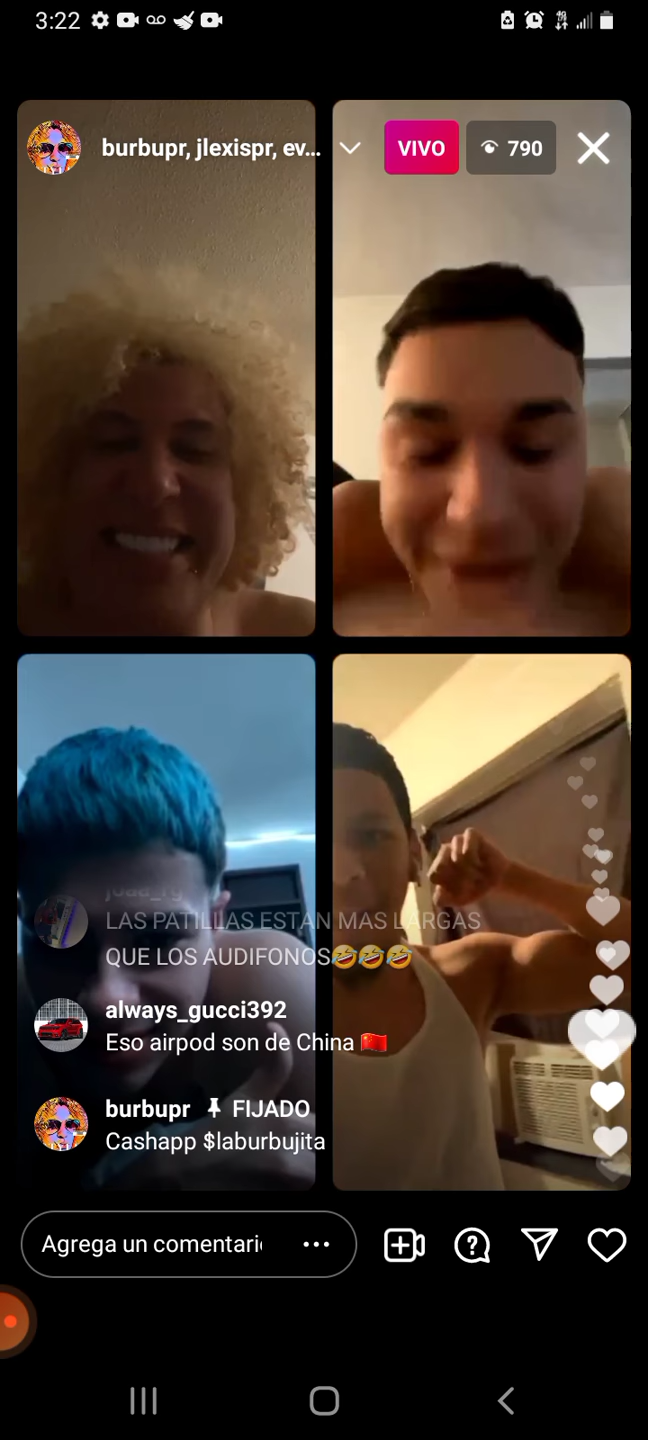 3:22
burbupr, jlexispr, ev...
VIVO
790
LAS PATILLAS ESTAN MAS LARGAS
QUE LOS AUDIFONOS🤣🤣🤣
always_gucci392
Eso airpod son de China 🇨🇳
burbupr FIJADO
Cashapp $laburbujita
Agrega un comentari